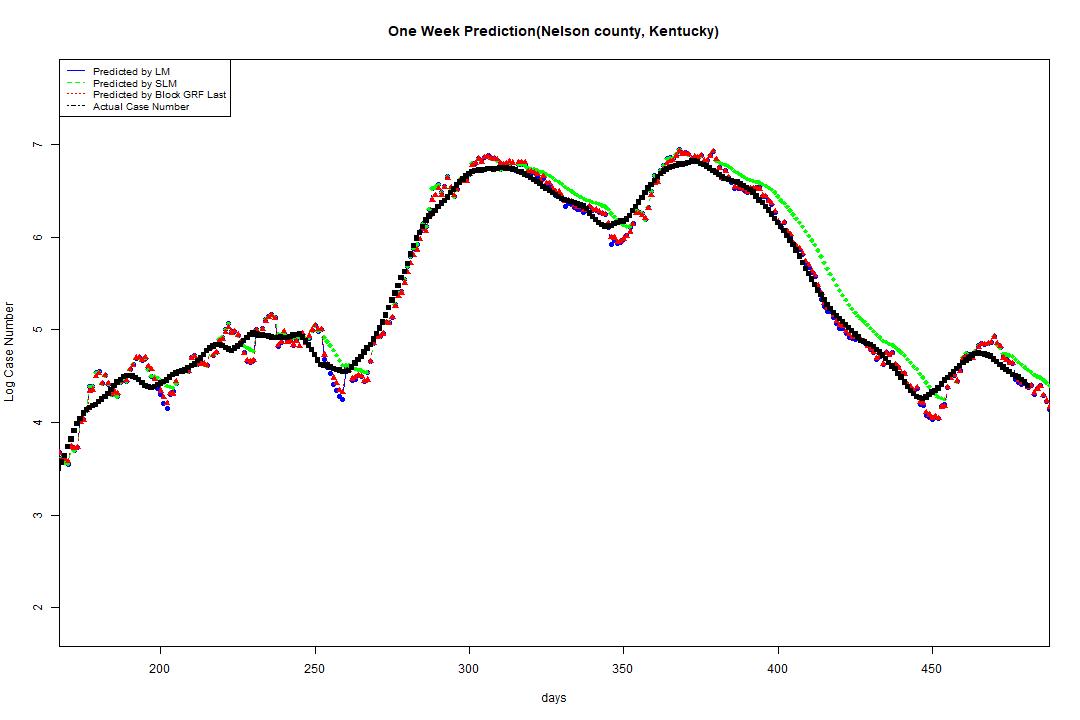 One Week Prediction(Nelson county, Kentucky)
Predicted by LM
Predicted by SLM
Predicted by Block GRF Last
Actual Case Number
7
6
5
4
3
2
Log Case Number
200 250 300 350 400 450
days